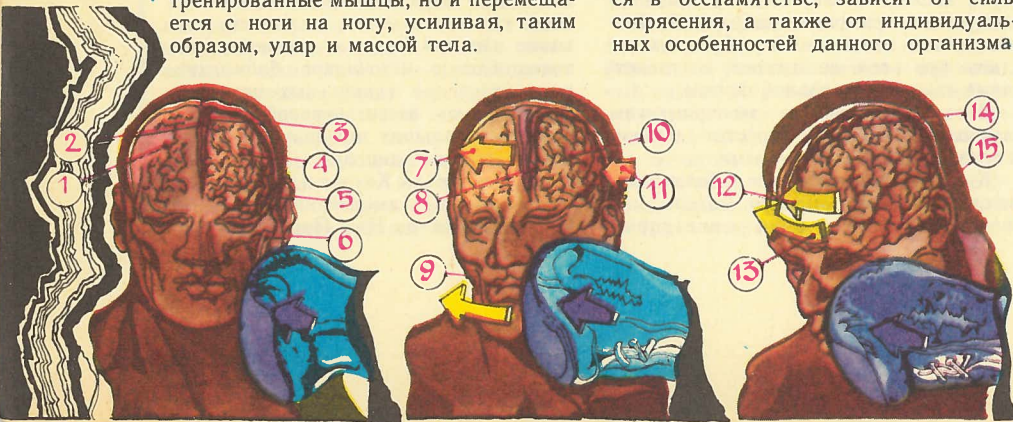 тренированные мышцы, но и перемеща-
ется с ноги на ногу, усиливая, таким
образом, удар и массой тела.
ся в беспамятстве, зависит от силы
сотрясения, а также от индивидуаль-
ных особенностей данного организма
2
3
4
1
5
6
7
10
8
11
9
14
15
12
13